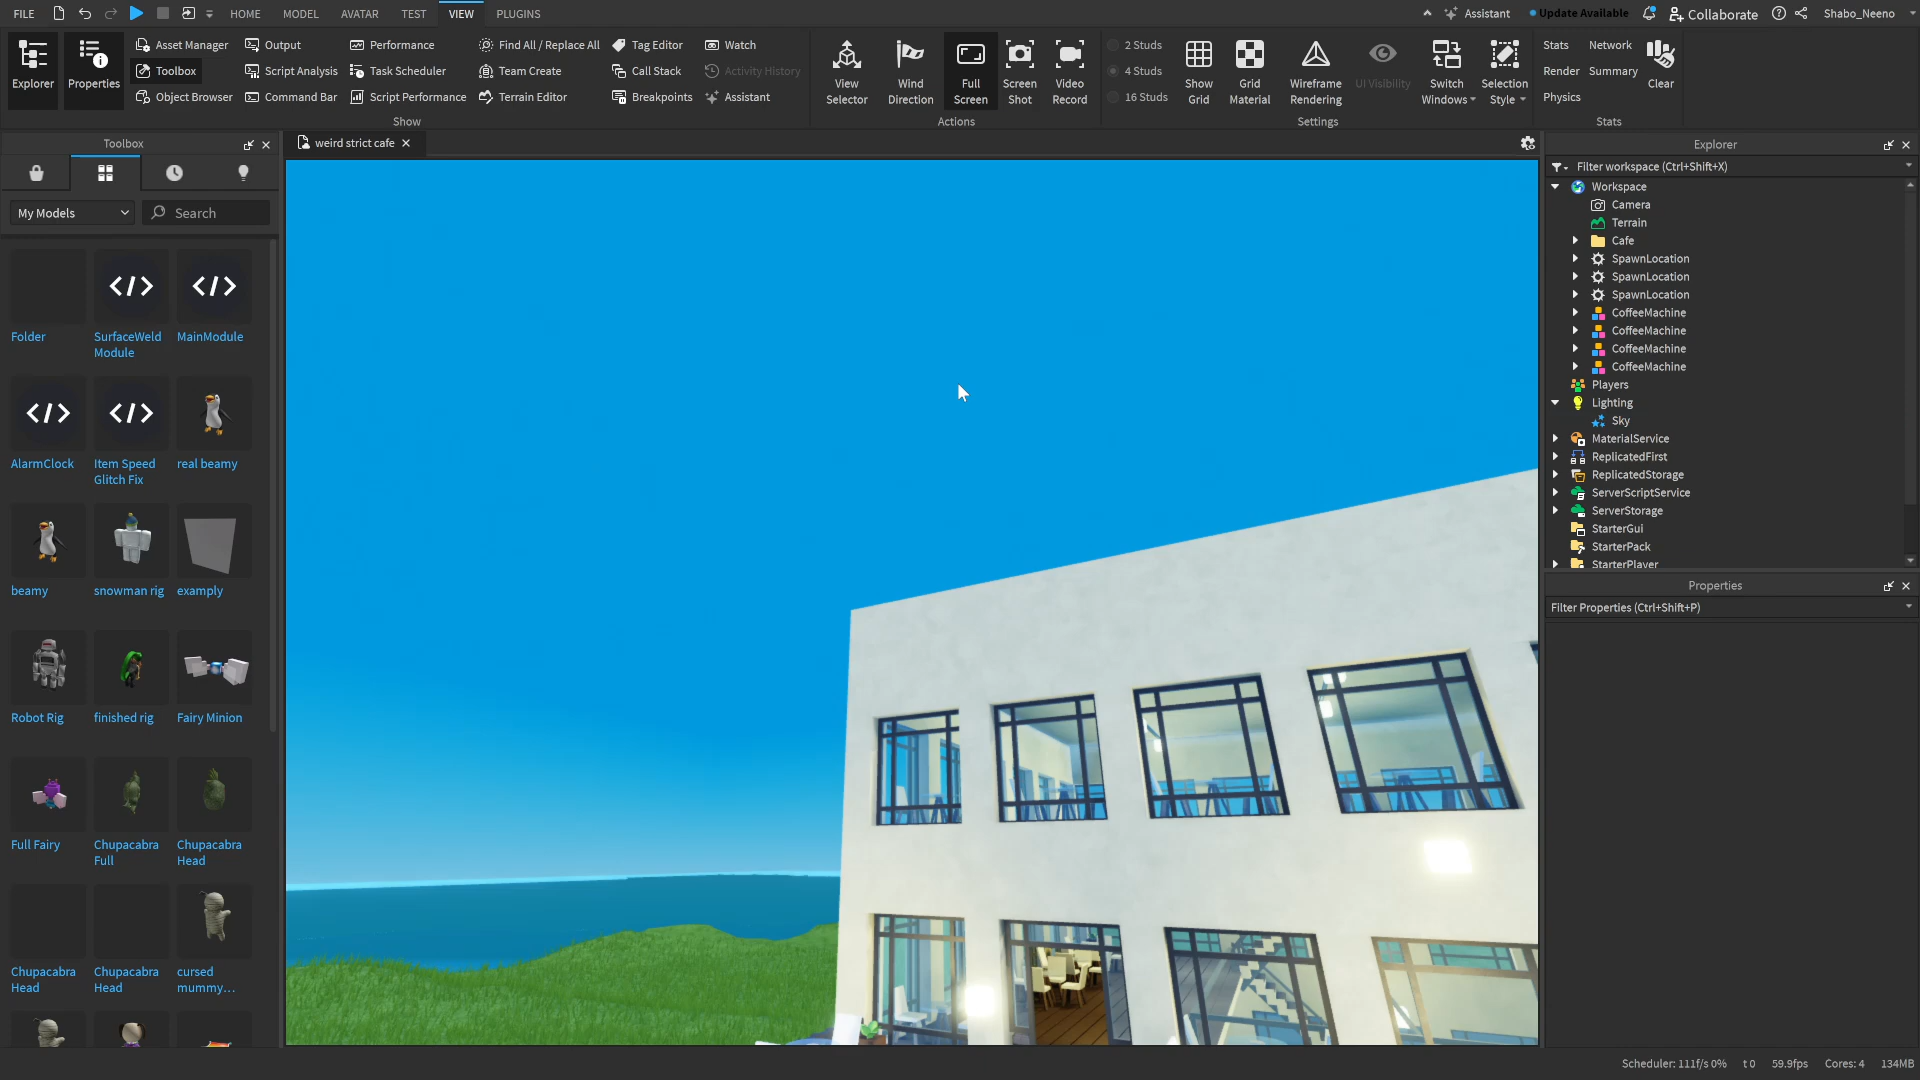 FILE
HOME
MODEL
AVATAR
TEST
VIEW
PLUGINS
Assistant
Update Available
Collaborate
Shabo_Neeno
Explorer
Properties
Asset Manager
Toolbox
Object Browser
Output
Script Analysis
Command Bar
Performance
Task Scheduler
Script Performance
Find All / Replace All
Team Create
Terrain Editor
Tag Editor
Call Stack
Breakpoints
Watch
Activity History
Assistant
Show
View
Selector
Wind
Direction
Full
Screen
Screen
Shot
Video
Record
Actions
2 Studs
4 Studs
16 Studs
Show
Grid
Grid
Material
Wireframe
Rendering
UI Visibility
Switch
Windows
Selection
Style
Settings
Stats
Network
Render
Summary
Physics
Clear
Stats
Toolbox
My Models
Search
Folder
SurfaceWeld
Module
MainModule
AlarmClock
Item Speed
Glitch Fix
real beamy
beamy
snowman rig
examply
Robot Rig
finished rig
Fairy Minion
Full Fairy
Chupacabra
Full
Chupacabra
Head
Chupacabra
Head
Chupacabra
Head
cursed
mummy...
weird strict cafe
Explorer
Filter workspace (Ctrl+Shift+X)
Workspace
Camera
Terrain
Cafe
SpawnLocation
SpawnLocation
SpawnLocation
CoffeeMachine
CoffeeMachine
CoffeeMachine
CoffeeMachine
Players
Lighting
Sky
MaterialService
ReplicatedFirst
ReplicatedStorage
ServerScriptService
ServerStorage
StarterGui
StarterPack
StarterPlayer
Properties
Filter Properties (Ctrl+Shift+P)
Scheduler: 111f/s 0%
t 0
59.9fps
Cores: 4
134MB